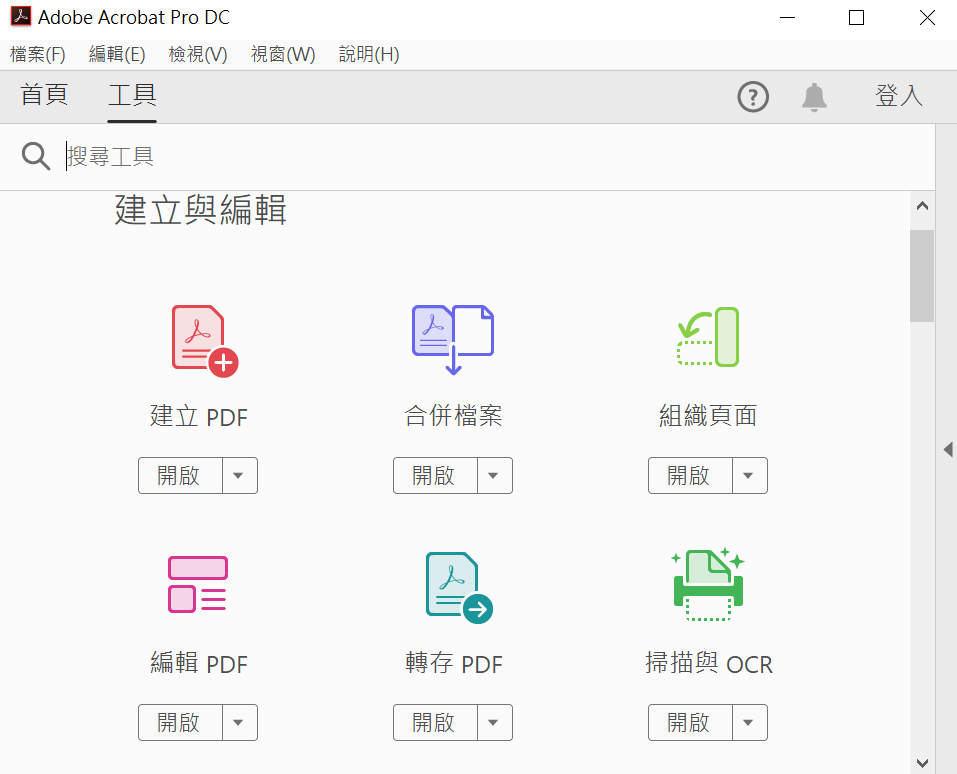 Adobe Acrobat Pro DC
檔案(F) 編輯(E) 檢視(V) 視窗(W) 說明(H)
首頁 工具 ? 登入
搜尋工具
建立與編輯
建立 PDF 合併檔案 組織頁面
開啟 開啟 開啟
編輯 PDF 轉存 PDF 掃描與 OCR
開啟 開啟 開啟